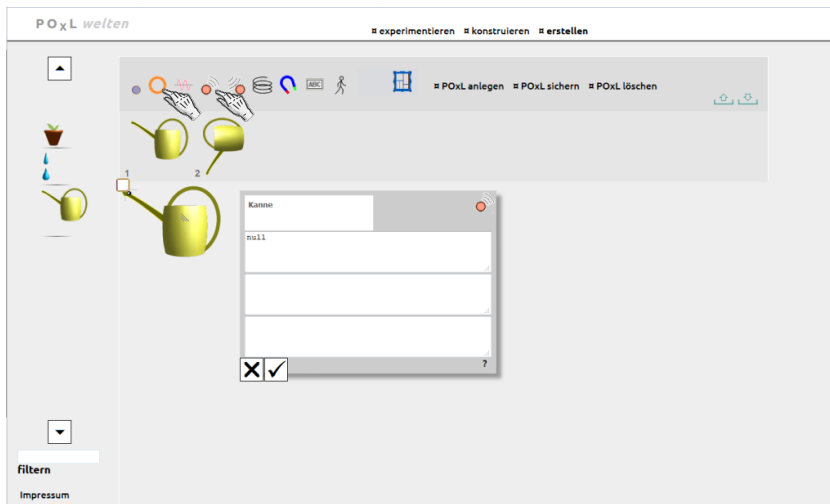 POXL welten
¤ experimentieren ¤ konstruieren ¤ erstellen
ABC
¤ POxL anlegen ¤ POxL sichern ¤ POxL löschen
1 2
Kanne
null
?
filtern
Impressum